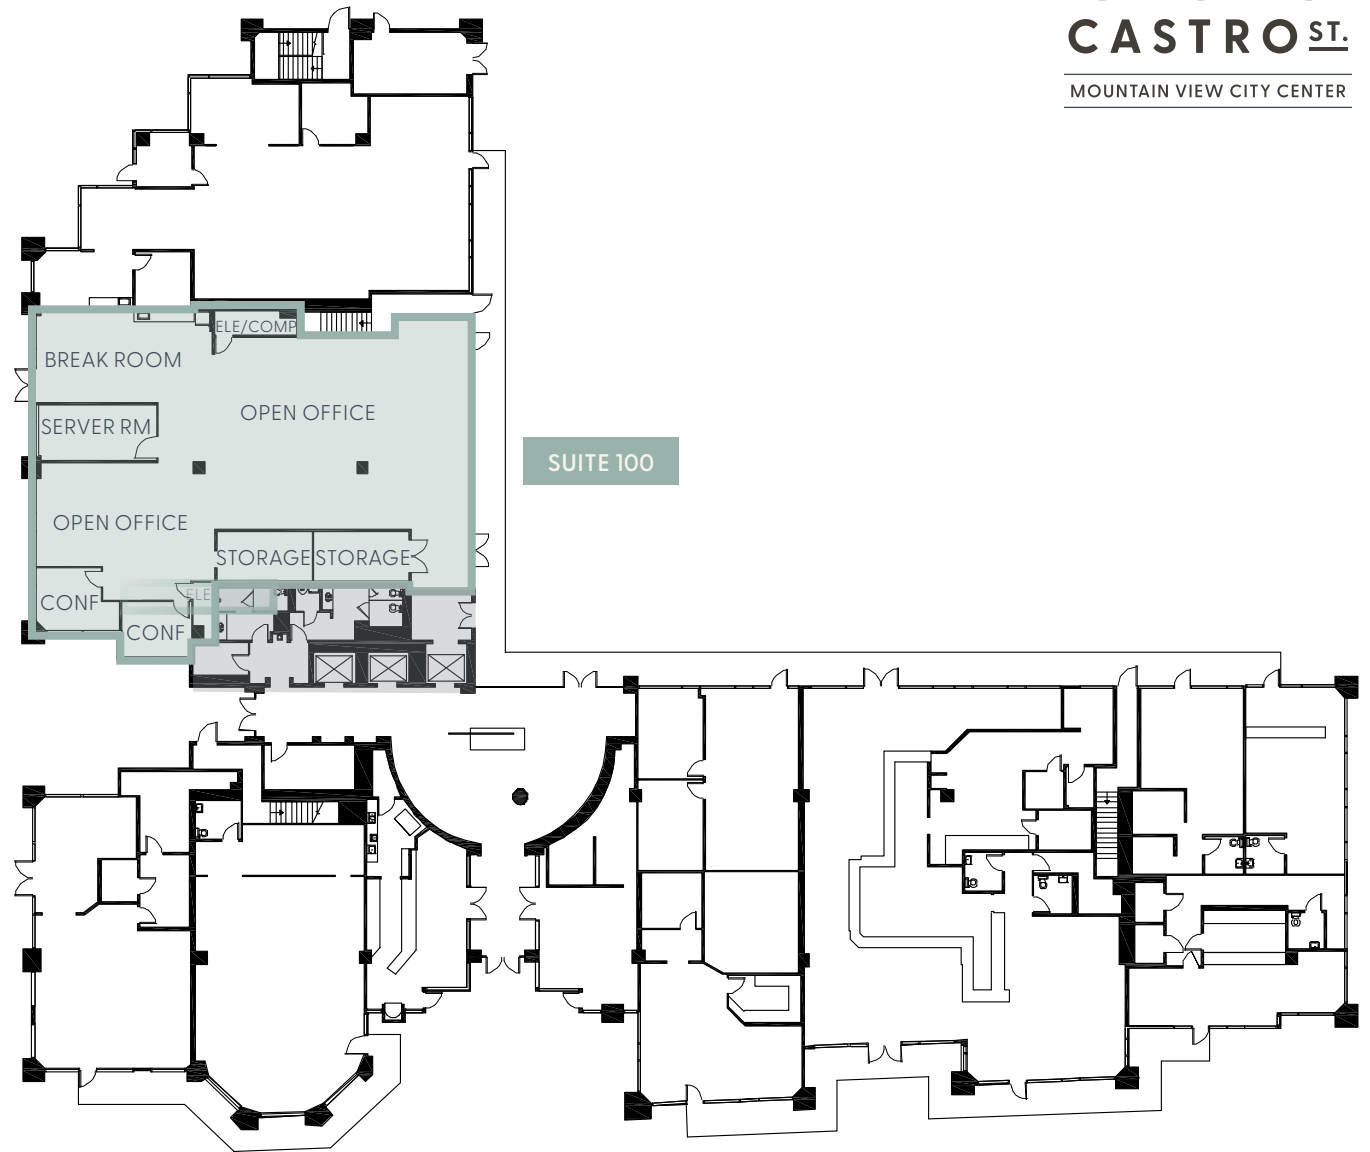 CASTRO ST.
MOUNTAIN VIEW CITY CENTER
ELE/COMP
BREAK ROOM
OPEN OFFICE
SERVER RM
SUITE 100
OPEN OFFICE
STORAGE STORAGE
ELE
CONF
CONF